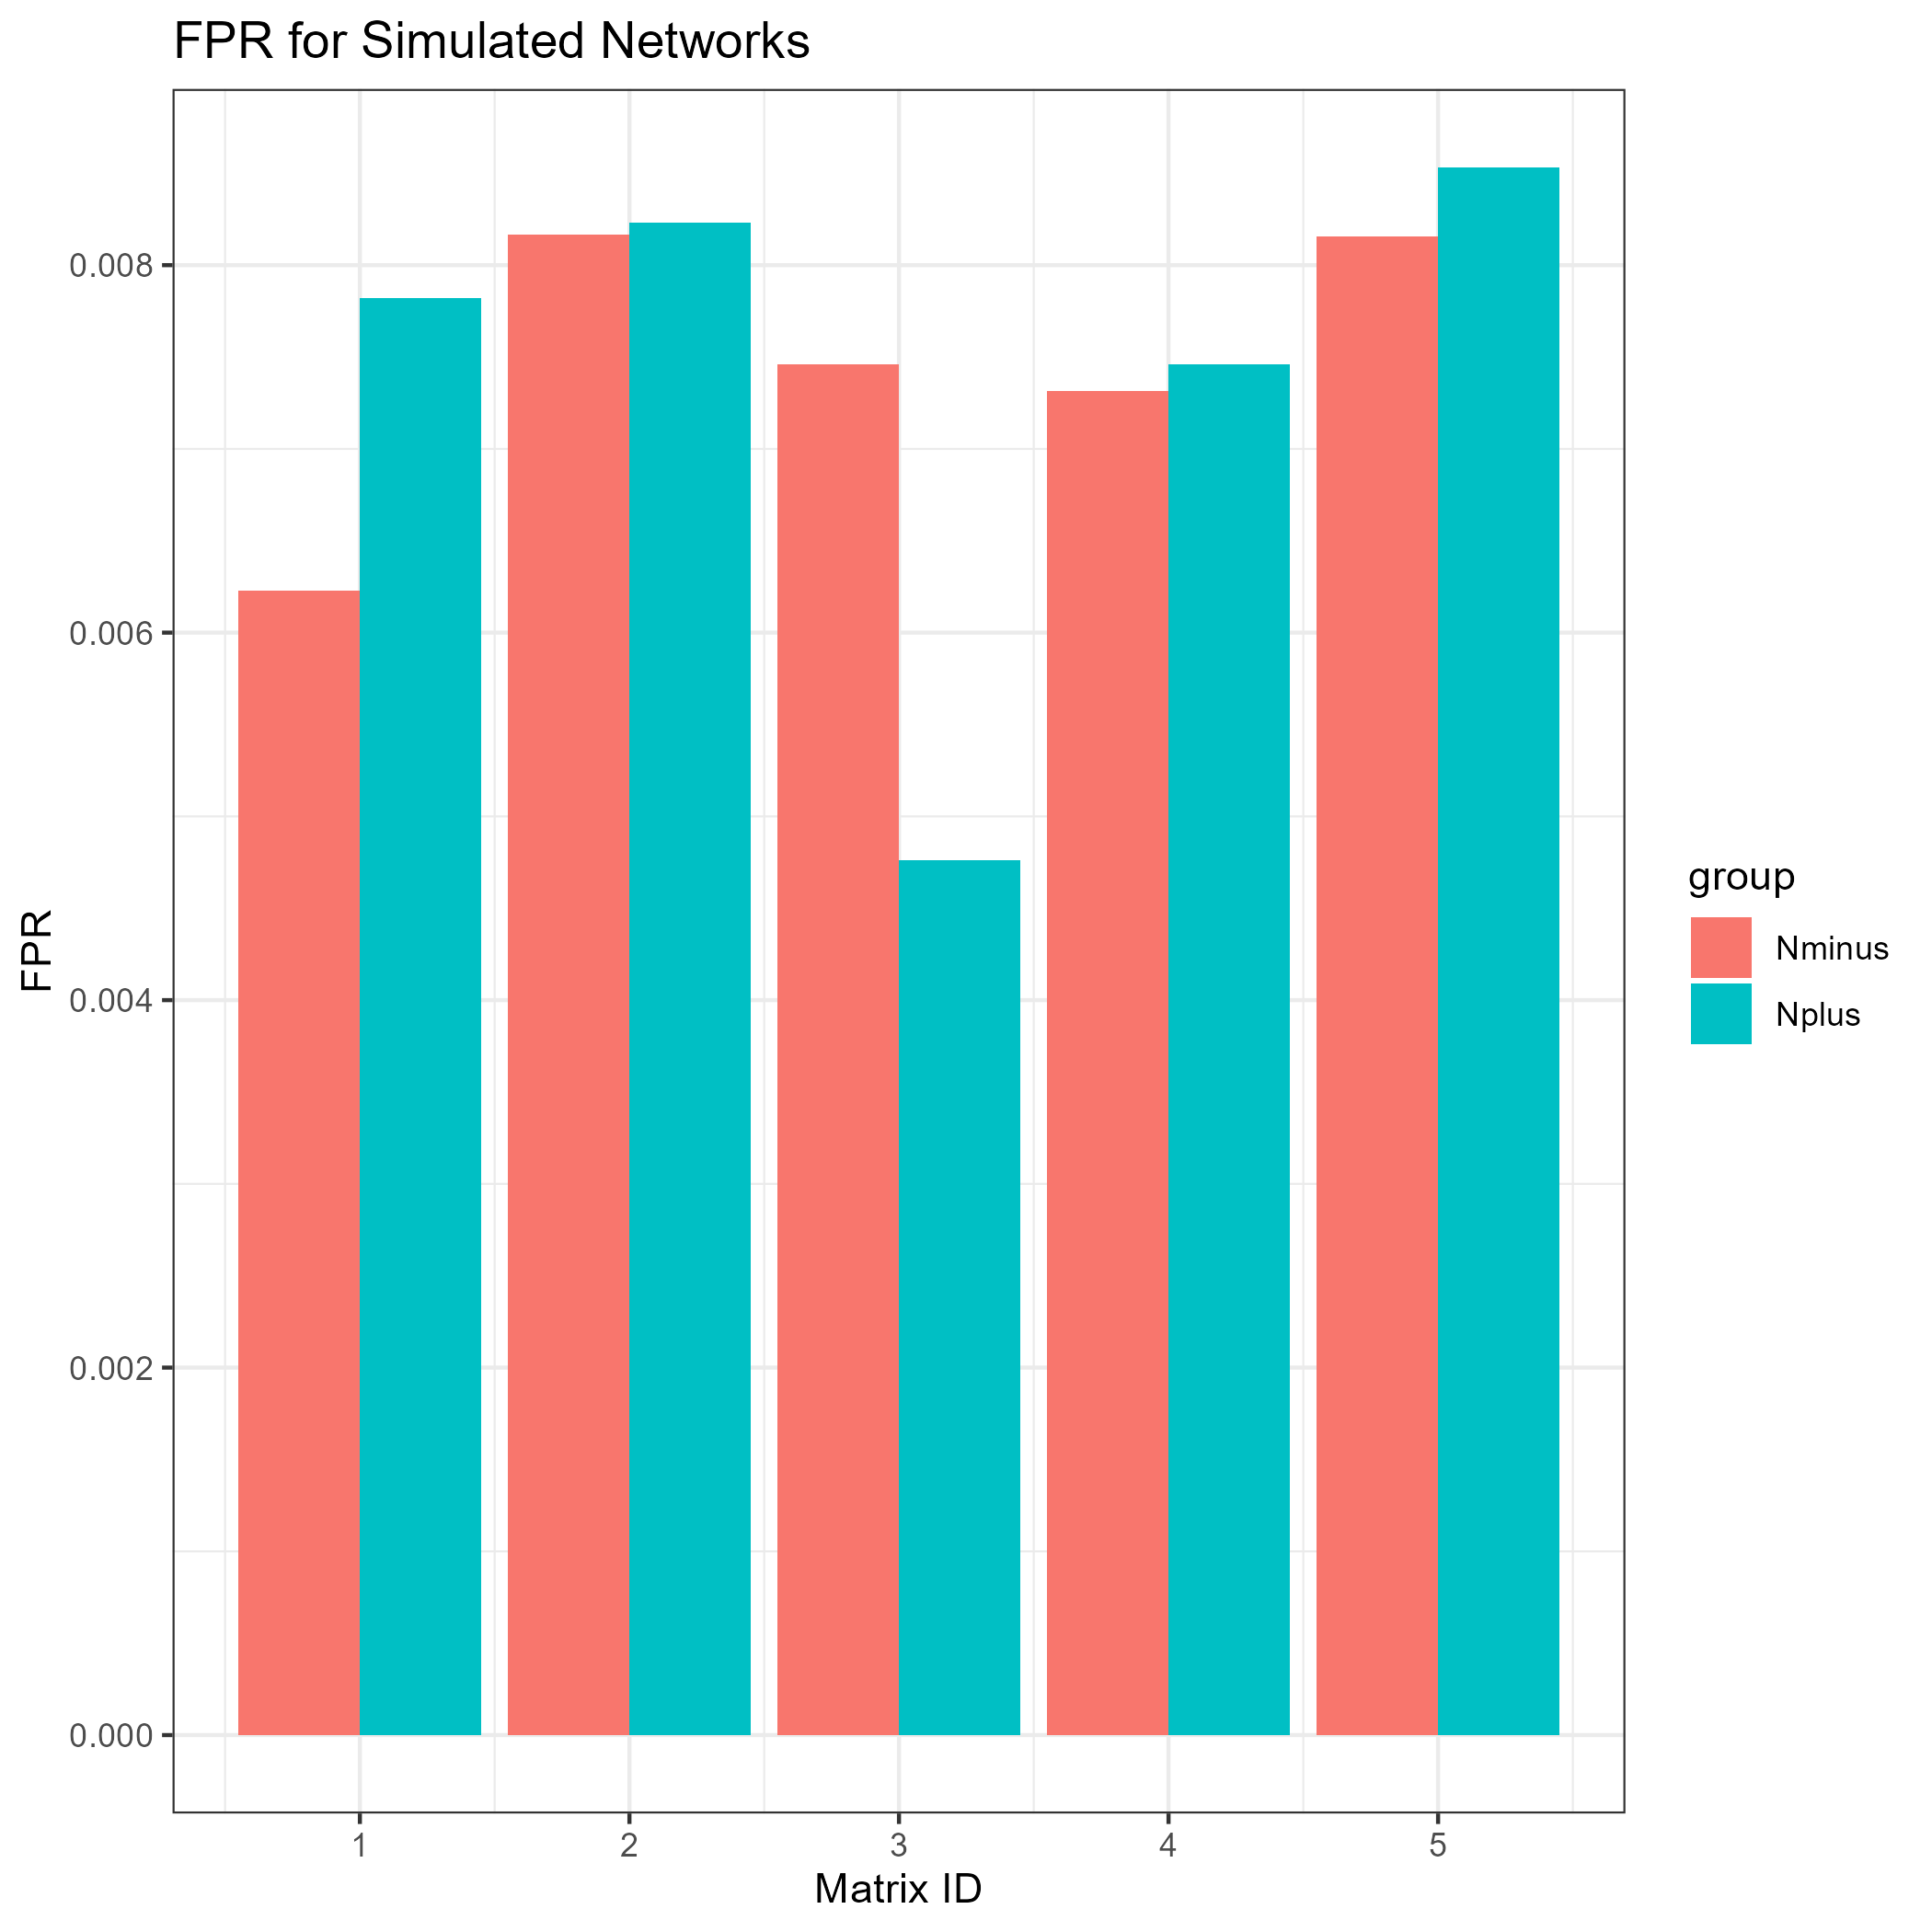 FPR for Simulated Networks
FPR
0.008
0.006
0.004
0.002
0.000
1 2 3 4 5
Matrix ID
group
Nminus
Nplus